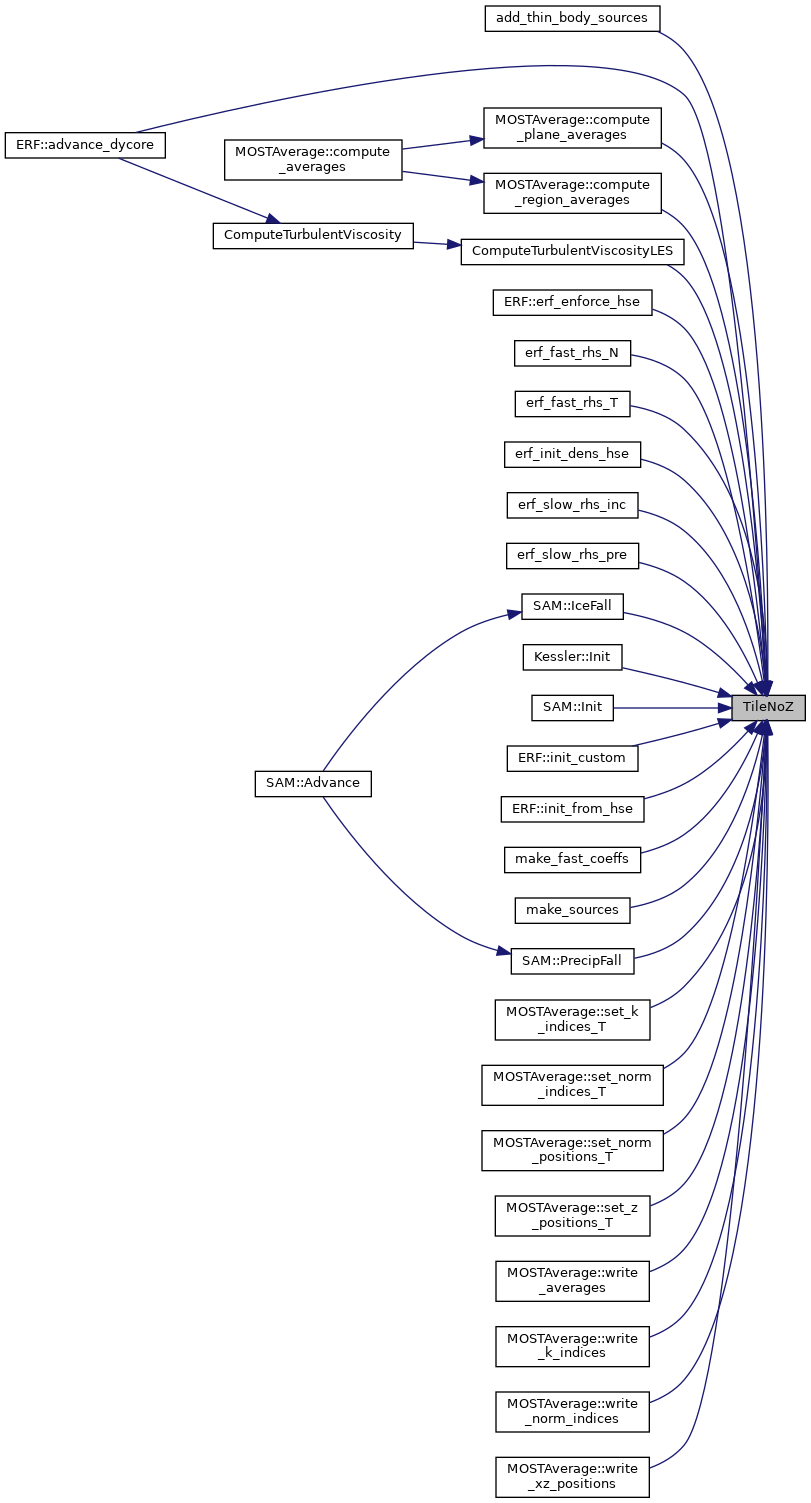 add_thin_body_sources
ERF::advance_dycore
MOSTAverage::compute
_averages
MOSTAverage::compute
_plane_averages
MOSTAverage::compute
_region_averages
ComputeTurbulentViscosity
ComputeTurbulentViscosityLES
ERF::erf_enforce_hse
erf_fast_rhs_N
erf_fast_rhs_T
erf_init_dens_hse
erf_slow_rhs_inc
erf_slow_rhs_pre
SAM::IceFall
Kessler::Init
SAM::Init
TileNoZ
ERF::init_custom
SAM::Advance
ERF::init_from_hse
make_fast_coeffs
make_sources
SAM::PrecipFall
MOSTAverage::set_k
_indices_T
MOSTAverage::set_norm
_indices_T
MOSTAverage::set_norm
_positions_T
MOSTAverage::set_z
_positions_T
MOSTAverage::write
_averages
MOSTAverage::write
_k_indices
MOSTAverage::write
_norm_indices
MOSTAverage::write
_xz_positions